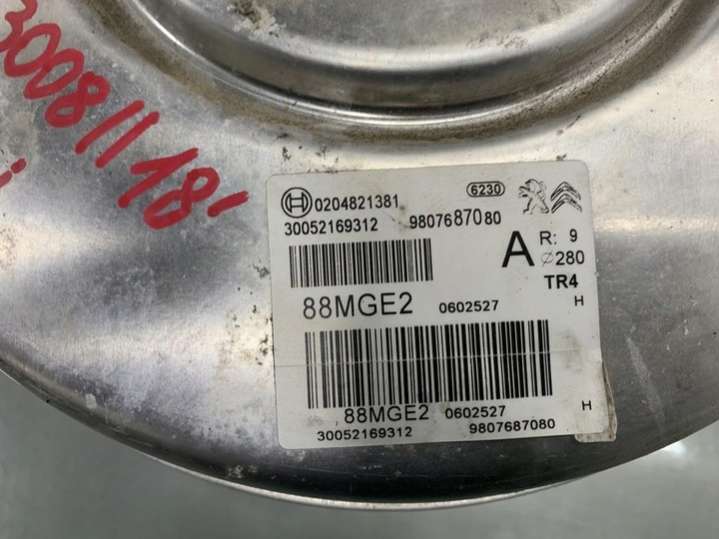 3008 II 18'
0204821381 6230
30052169312 9807687080
A R: 9
⌀280
TR4
88MGE2 0602527 H
88MGE2 0602527 H
30052169312 9807687080